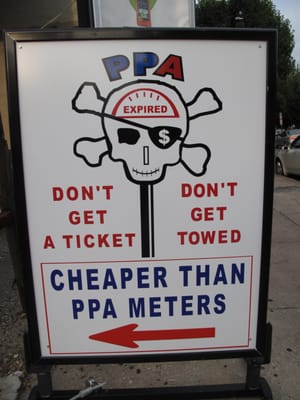 PPA
EXPIRED
$
DON'T GET A TICKET
DON'T GET TOWED
CHEAPER THAN
PPA METERS